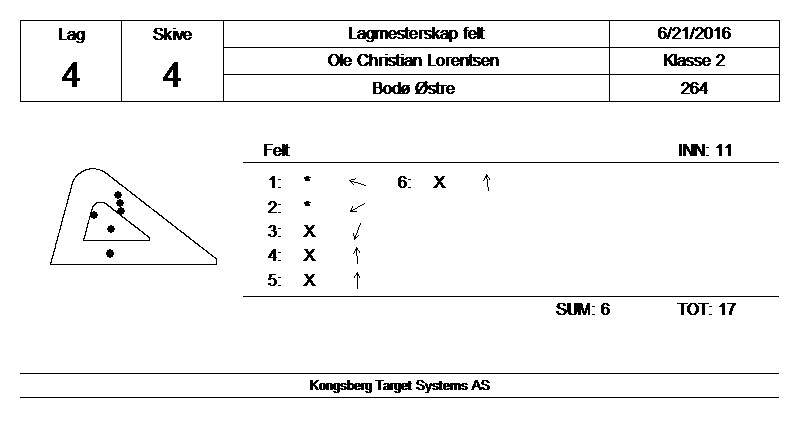 Lag Skive Lagmesterskap felt 6/21/2016
4 4 Ole Christian Lorentsen Klasse 2
Bodø Østre 264
Felt INN: 11
1: * 6: X
2: *
3: X
4: X
5: X
SUM: 6 TOT: 17
Kongsberg Target Systems AS